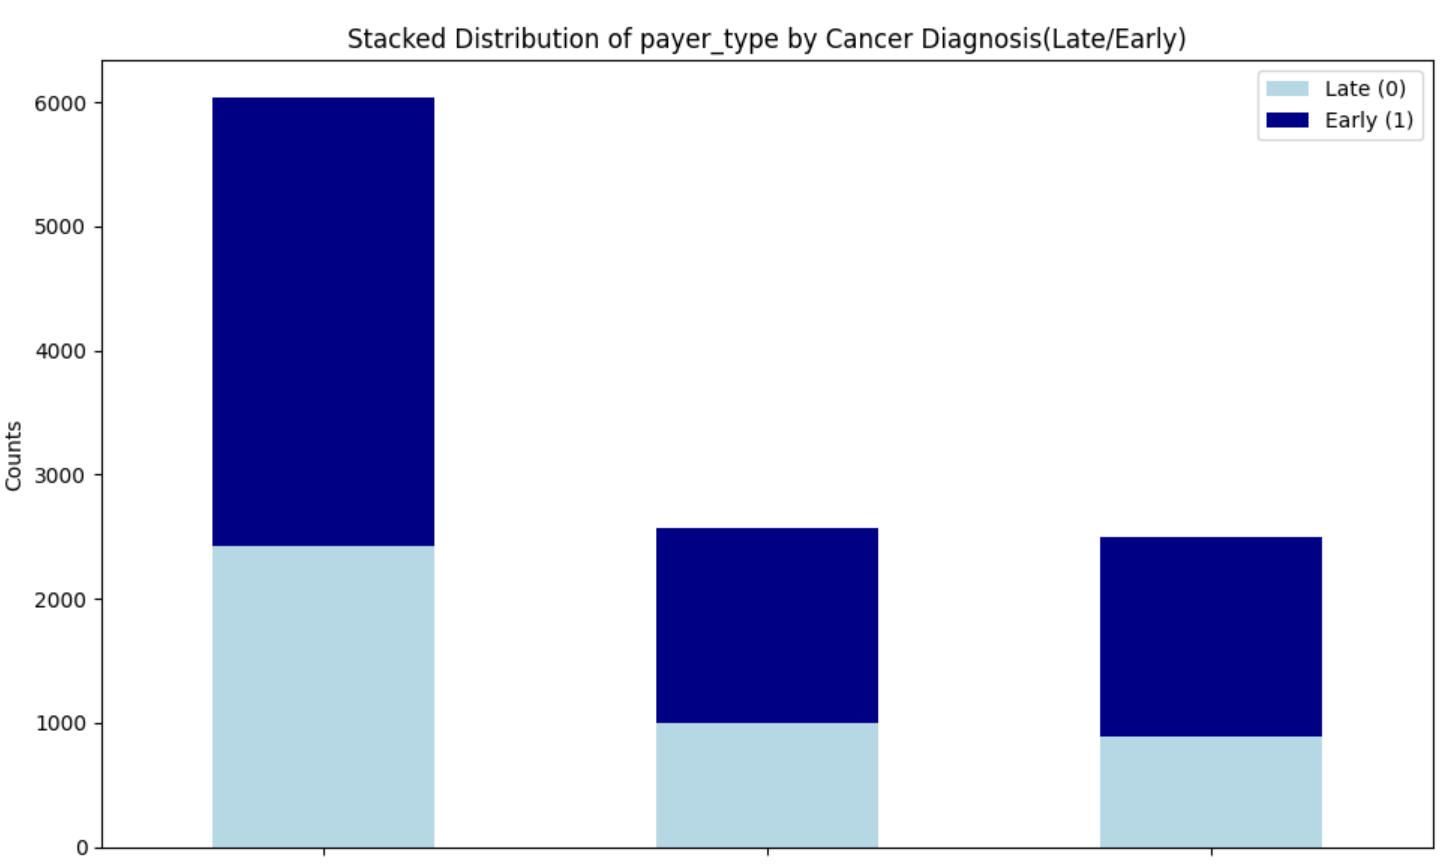 Stacked Distribution of payer_type by Cancer Diagnosis(Late/Early)
Late (0)
Early (1)
6000
5000
4000
3000
2000
1000
0
Counts